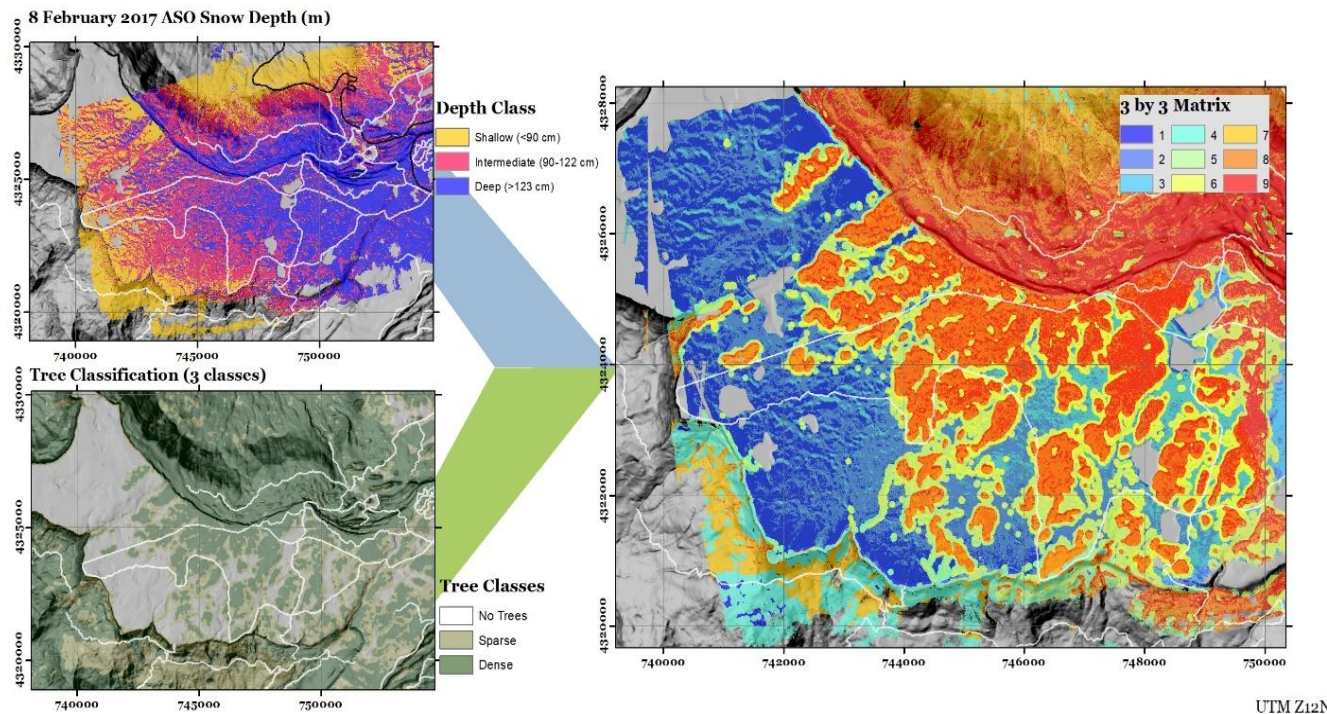 8 February 2017 ASO Snow Depth (m)
4330000
4325000
4320000
740000 745000 750000
Depth Class
Shallow (<90 cm)
Intermediate (90-122 cm)
Deep (>123 cm)
Tree Classification (3 classes)
4330000
4325000
4320000
740000 745000 750000
Tree Classes
No Trees
Sparse
Dense
3 by 3 Matrix
1 4 7
2 5 8
3 6 9
4328000
4326000
4324000
4322000
4320000
740000 742000 744000 746000 748000 750000
UTM Z12N